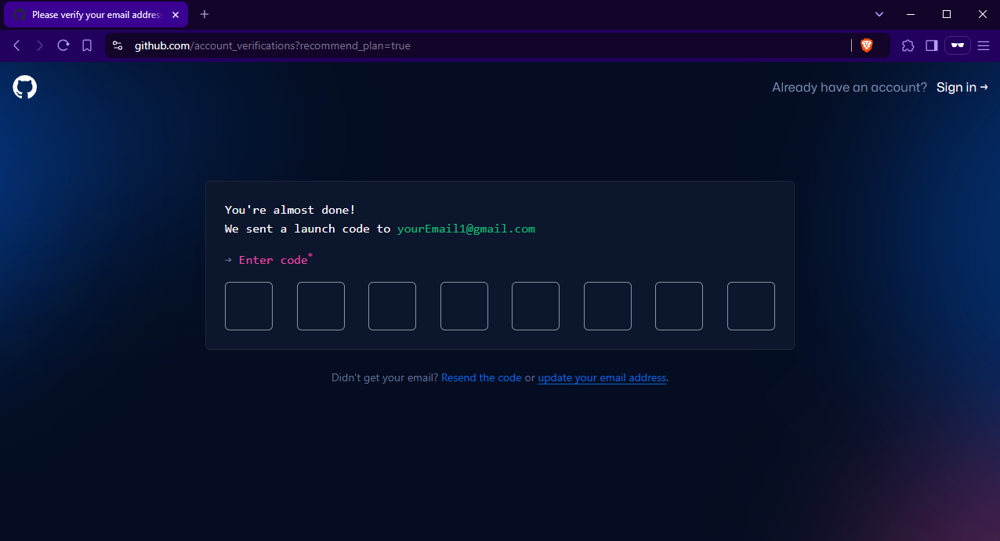 Please verify your email addres
github.com/account_verifications?recommend_plan=true
Already have an account? Sign in →
You're almost done!
We sent a launch code to yourEmail1@gmail.com
→ Enter code*
Didn't get your email? Resend the code or update your email address.